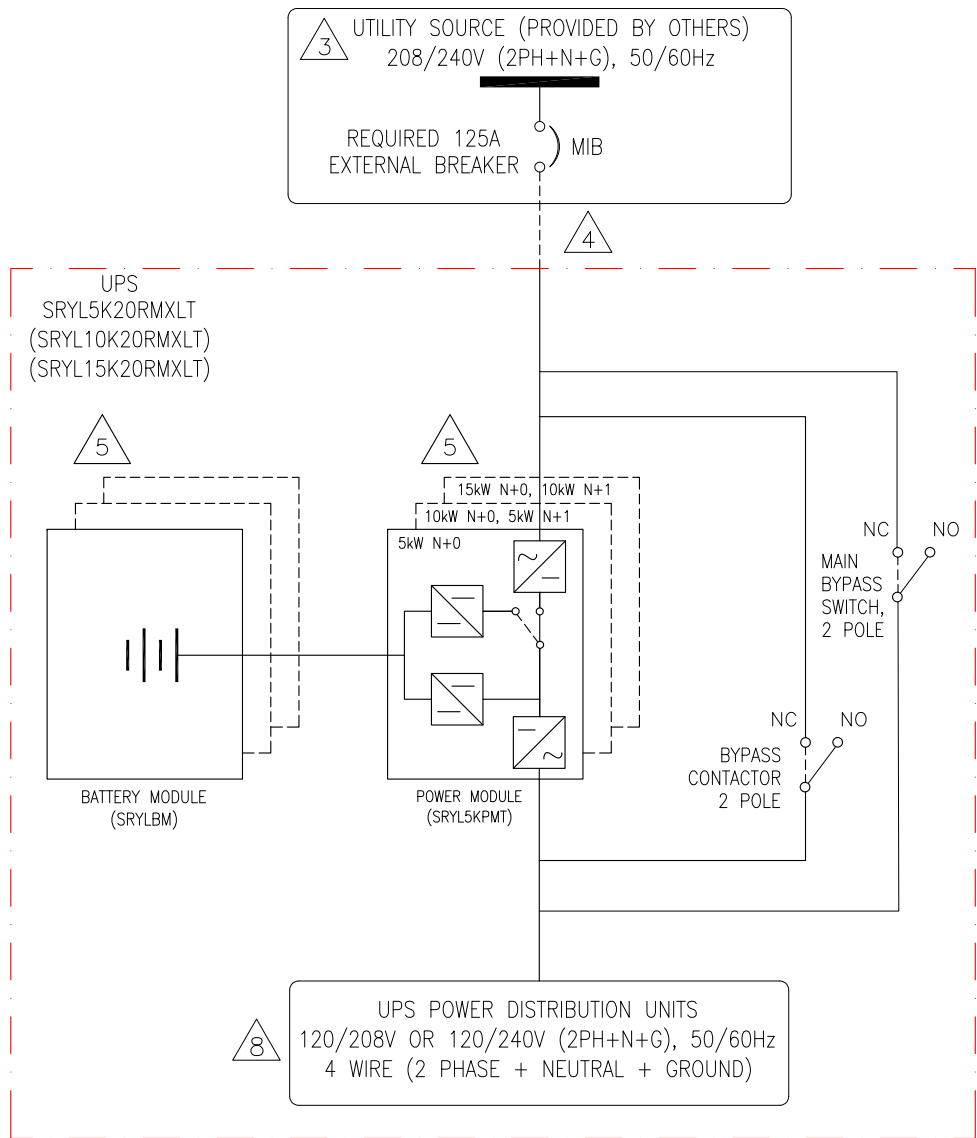 3
UTILITY SOURCE (PROVIDED BY OTHERS)
208/240V (2PH+N+G), 50/60Hz
REQUIRED 125A
EXTERNAL BREAKER
MIB
4
UPS
SRYL5K20RMXLT
(SRYL10K20RMXLT)
(SRYL15K20RMXLT)
5
5
15kW N+0, 10kW N+1
10kW N+0, 5kW N+1
5kW N+0
NC
NO
MAIN
BYPASS
SWITCH,
2 POLE
NC
NO
BYPASS
CONTACTOR
2 POLE
BATTERY MODULE
(SRYLBM)
POWER MODULE
(SRYL5KPMT)
8
UPS POWER DISTRIBUTION UNITS
120/208V OR 120/240V (2PH+N+G), 50/60Hz
4 WIRE (2 PHASE + NEUTRAL + GROUND)